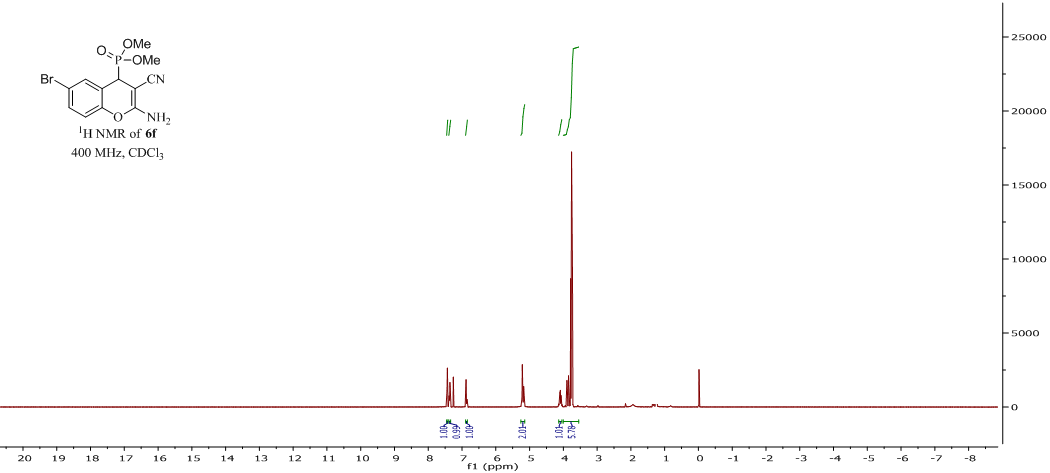 OMe
O
P
OMe
Br
CN
O
NH2
1H NMR of 6f
400 MHz, CDCl3
25000
20000
15000
10000
5000
0
1.00
0.99
1.00
2.01
1.01
5.78
20 19 18 17 16 15 14 13 12 11 10 9 8 7 6 5 4 3 2 1 0 -1 -2 -3 -4 -5 -6 -7 -8
f1 (ppm)